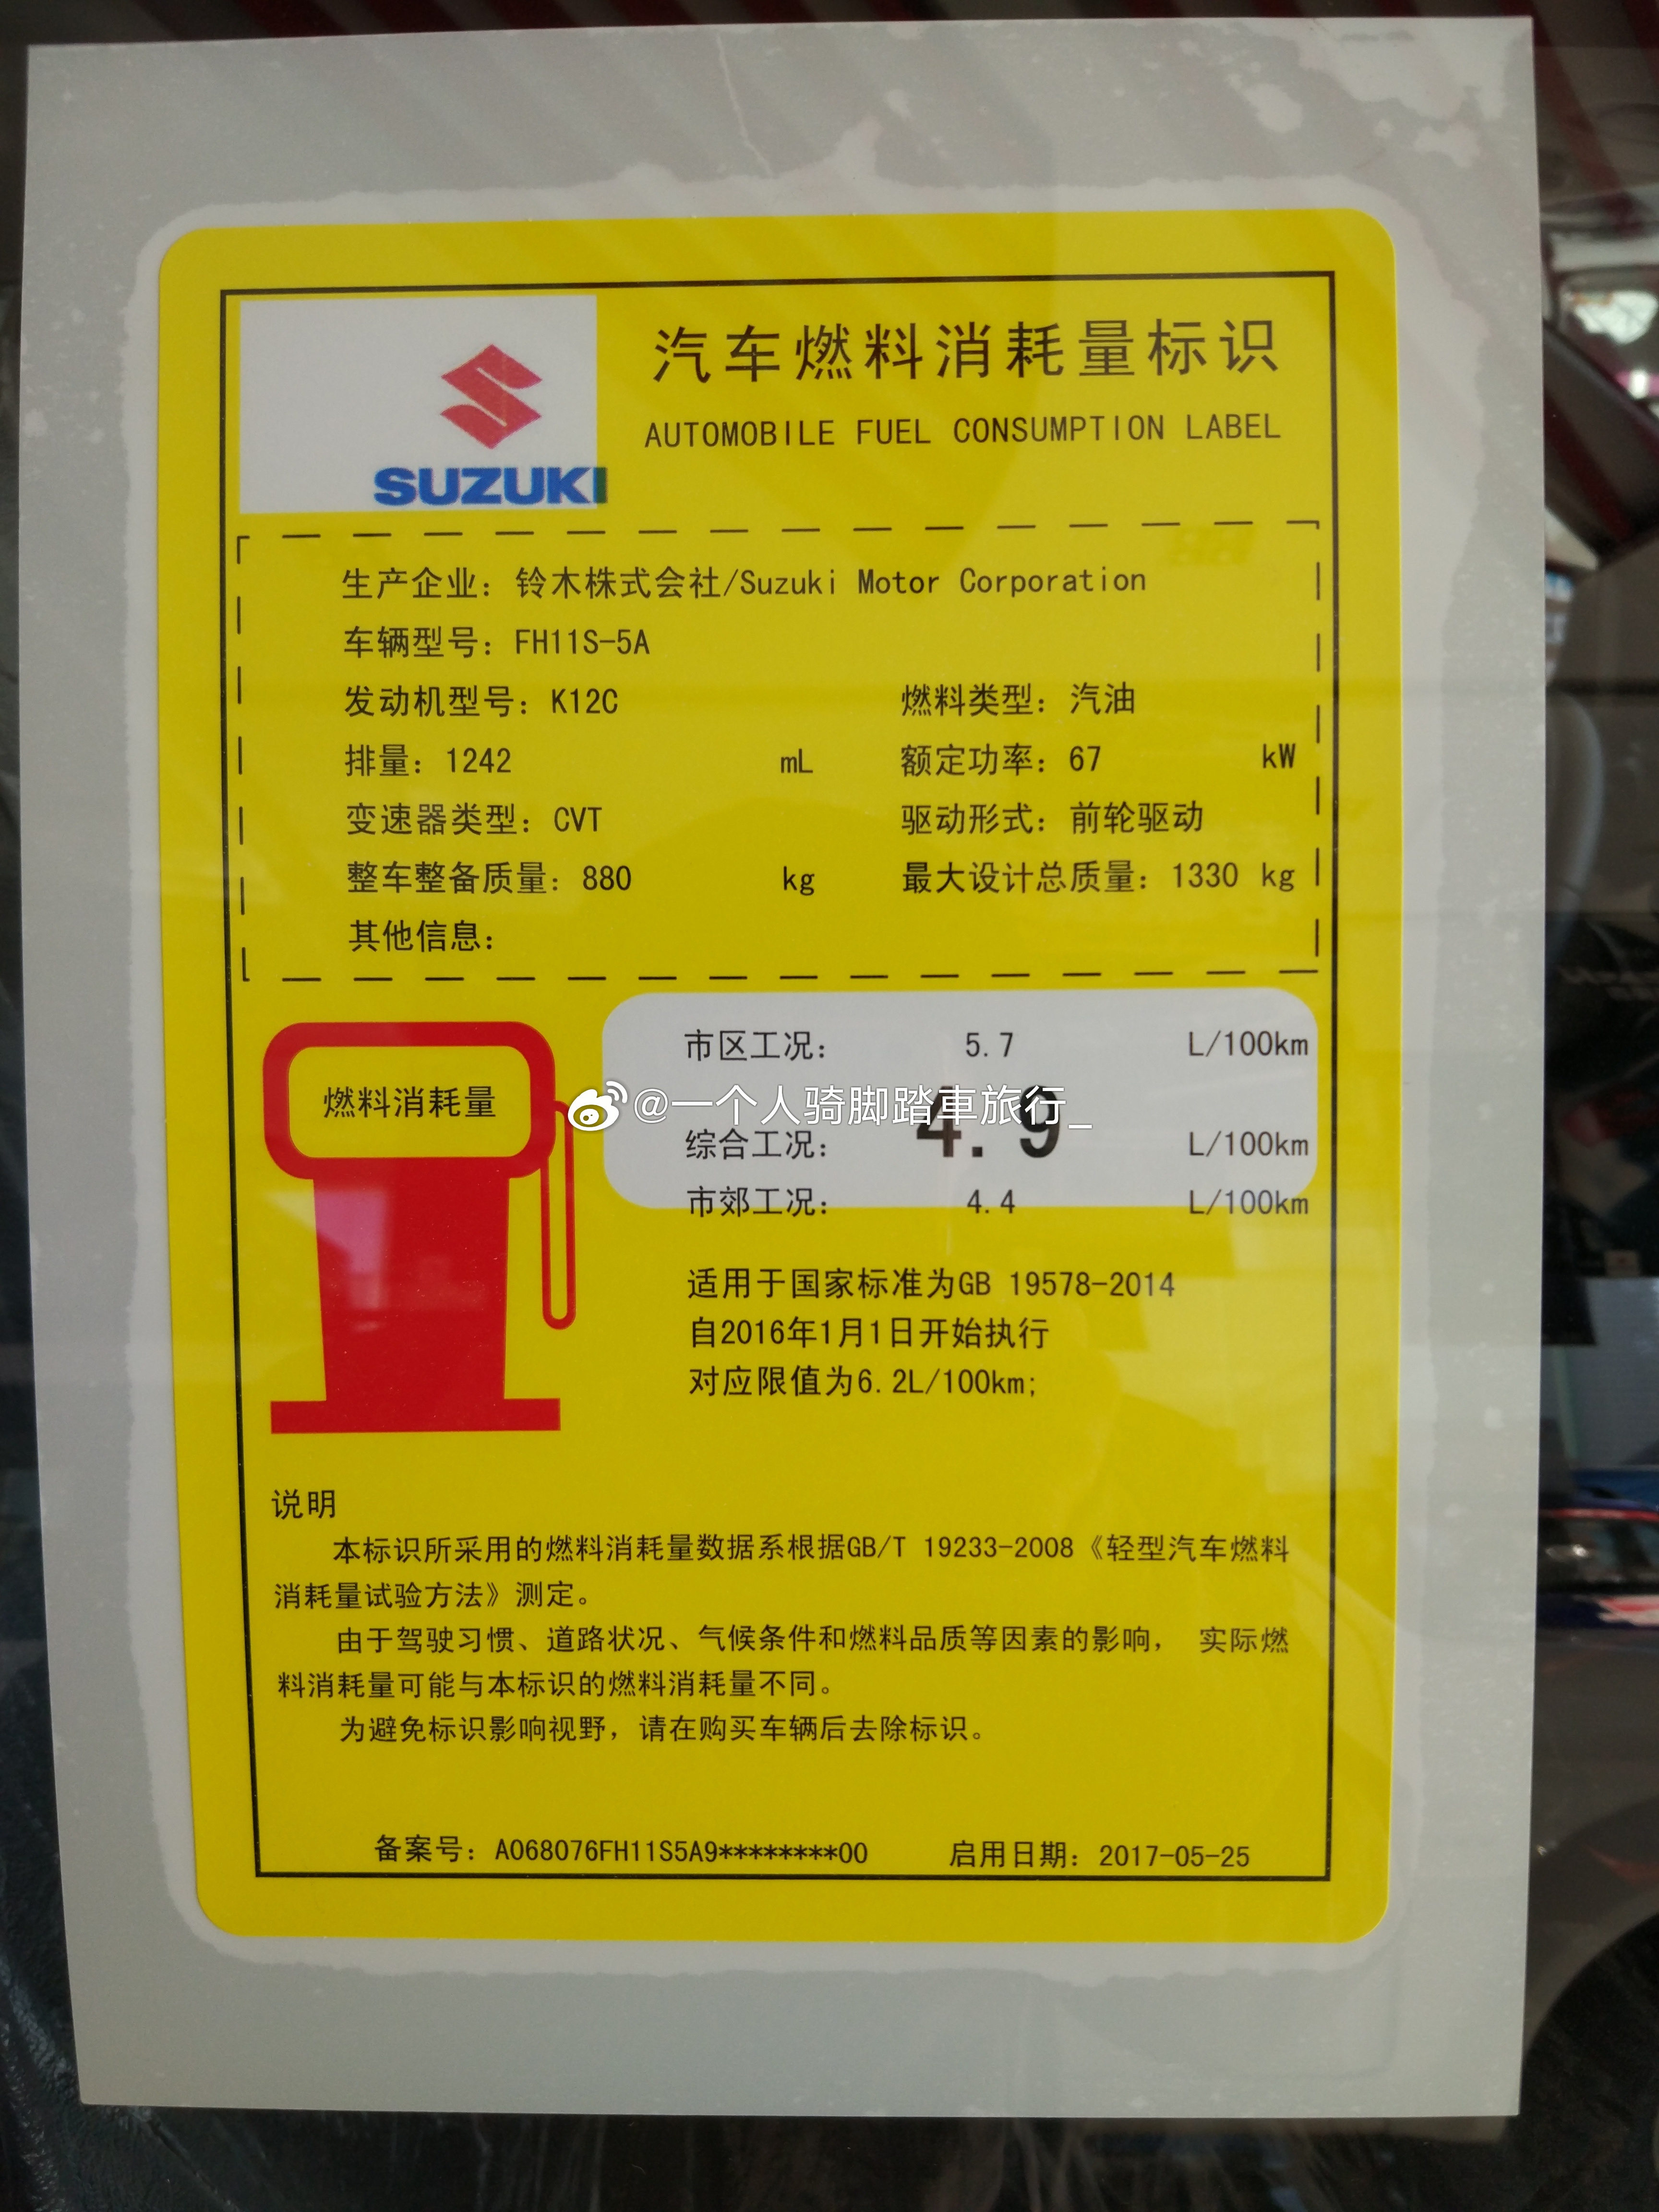 SUZUKI
汽车燃料消耗量标识
AUTOMOBILE FUEL CONSUMPTION LABEL
生产企业：铃木株式会社/Suzuki Motor Corporation
车辆型号：FH11S-5A
发动机型号：K12C 燃料类型：汽油
排量：1242 mL 额定功率：67 kW
变速器类型：CVT 驱动形式：前轮驱动
整车整备质量：880 kg 最大设计总质量：1330 kg
其他信息：
燃料消耗量
市区工况： 5.7 L/100km
@一个人骑脚踏車旅行_
综合工况： 4.9 L/100km
市郊工况： 4.4 L/100km
适用于国家标准为GB 19578-2014
自2016年1月1日开始执行
对应限值为6.2L/100km;
说明
本标识所采用的燃料消耗量数据系根据GB/T 19233-2008《轻型汽车燃料
消耗量试验方法》测定。
由于驾驶习惯、道路状况、气候条件和燃料品质等因素的影响， 实际燃
料消耗量可能与本标识的燃料消耗量不同。
为避免标识影响视野，请在购买车辆后去除标识。
备案号：A068076FH11S5A9********00 启用日期：2017-05-25